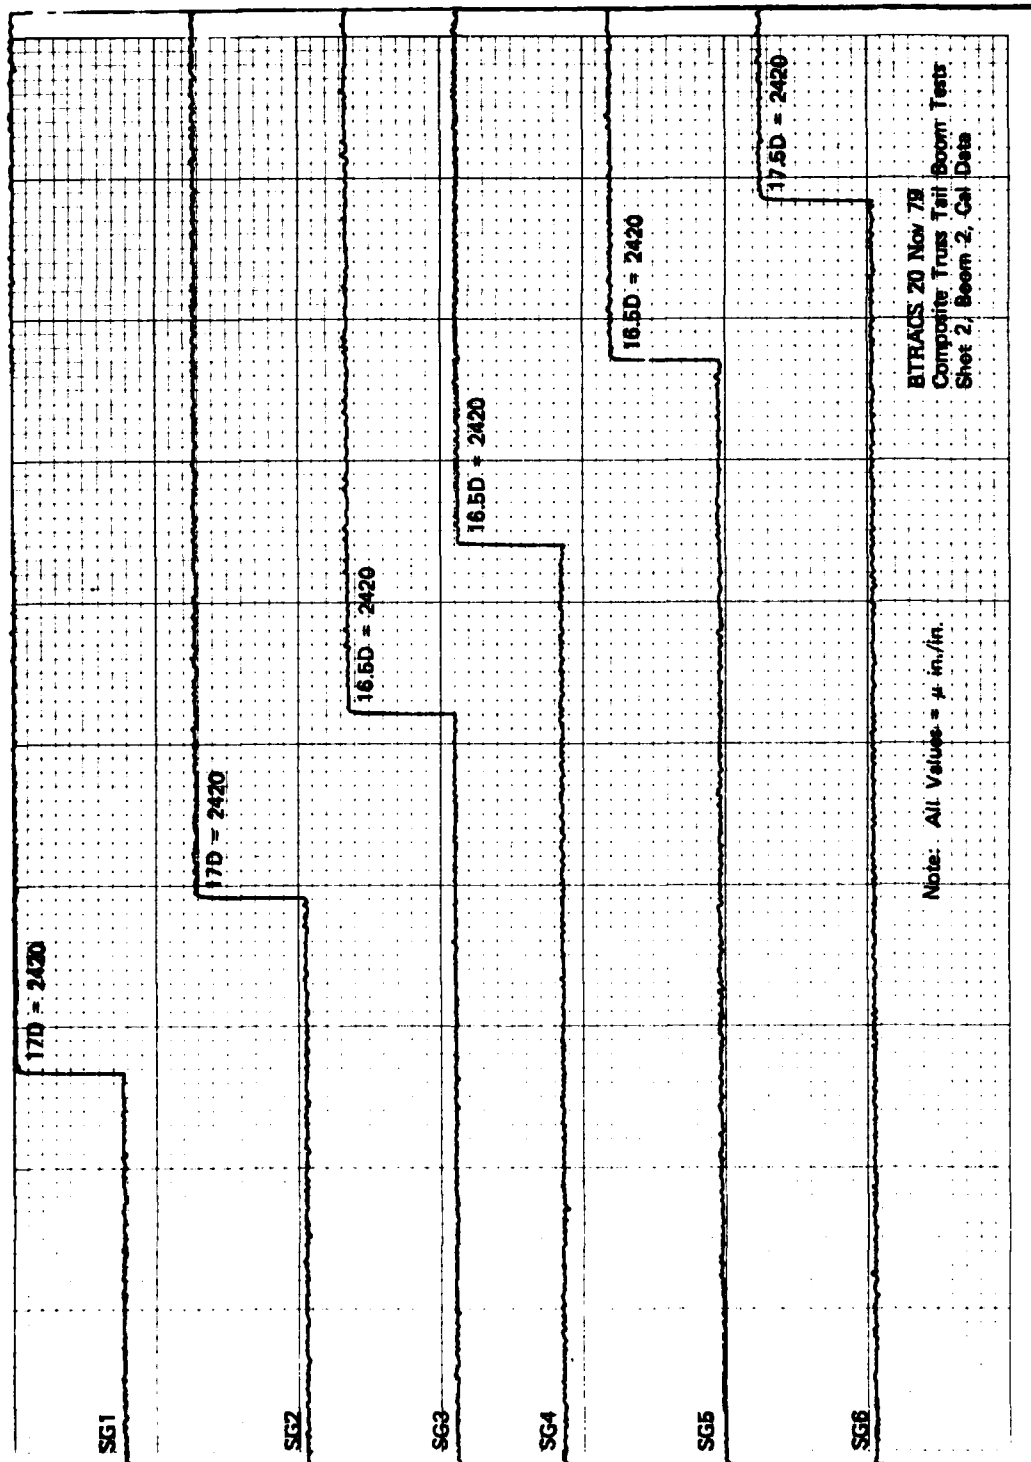 SG1
17D = 2420
SG2
17D = 2420
SG3
16.5D = 2420
SG4
16.5D = 2420
SG5
16.5D = 2420
SG6
17.5D = 2420
Note: All Values = μ in./in.
BTRACS 20 Nov 79
Composite Truss Tail Boom Tests
Shot 2, Boom 2, Cal Data